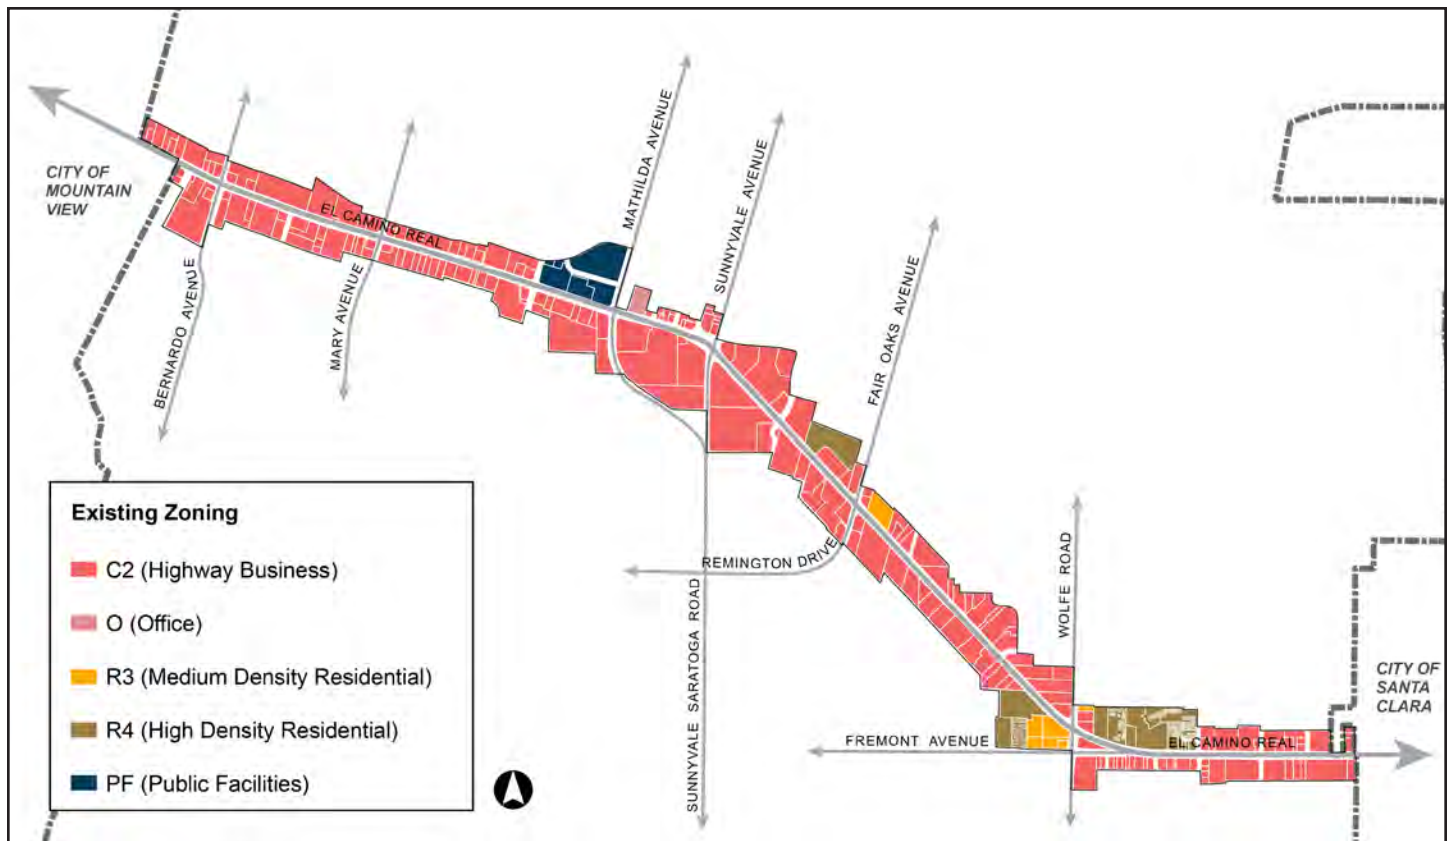 MATHILDA AVENUE
SUNNYVALE AVENUE
CITY OF
MOUNTAIN
VIEW
EL CAMINO REAL
BERNARDO AVENUE
MARY AVENUE
FAIR OAKS AVENUE
Existing Zoning
C2 (Highway Business)
O (Office)
R3 (Medium Density Residential)
R4 (High Density Residential)
PF (Public Facilities)
REMINGTON DRIVE
SUNNYVALE SARATOGA ROAD
WOLFE ROAD
CITY OF
SANTA
CLARA
FREMONT AVENUE
EL CAMINO REAL